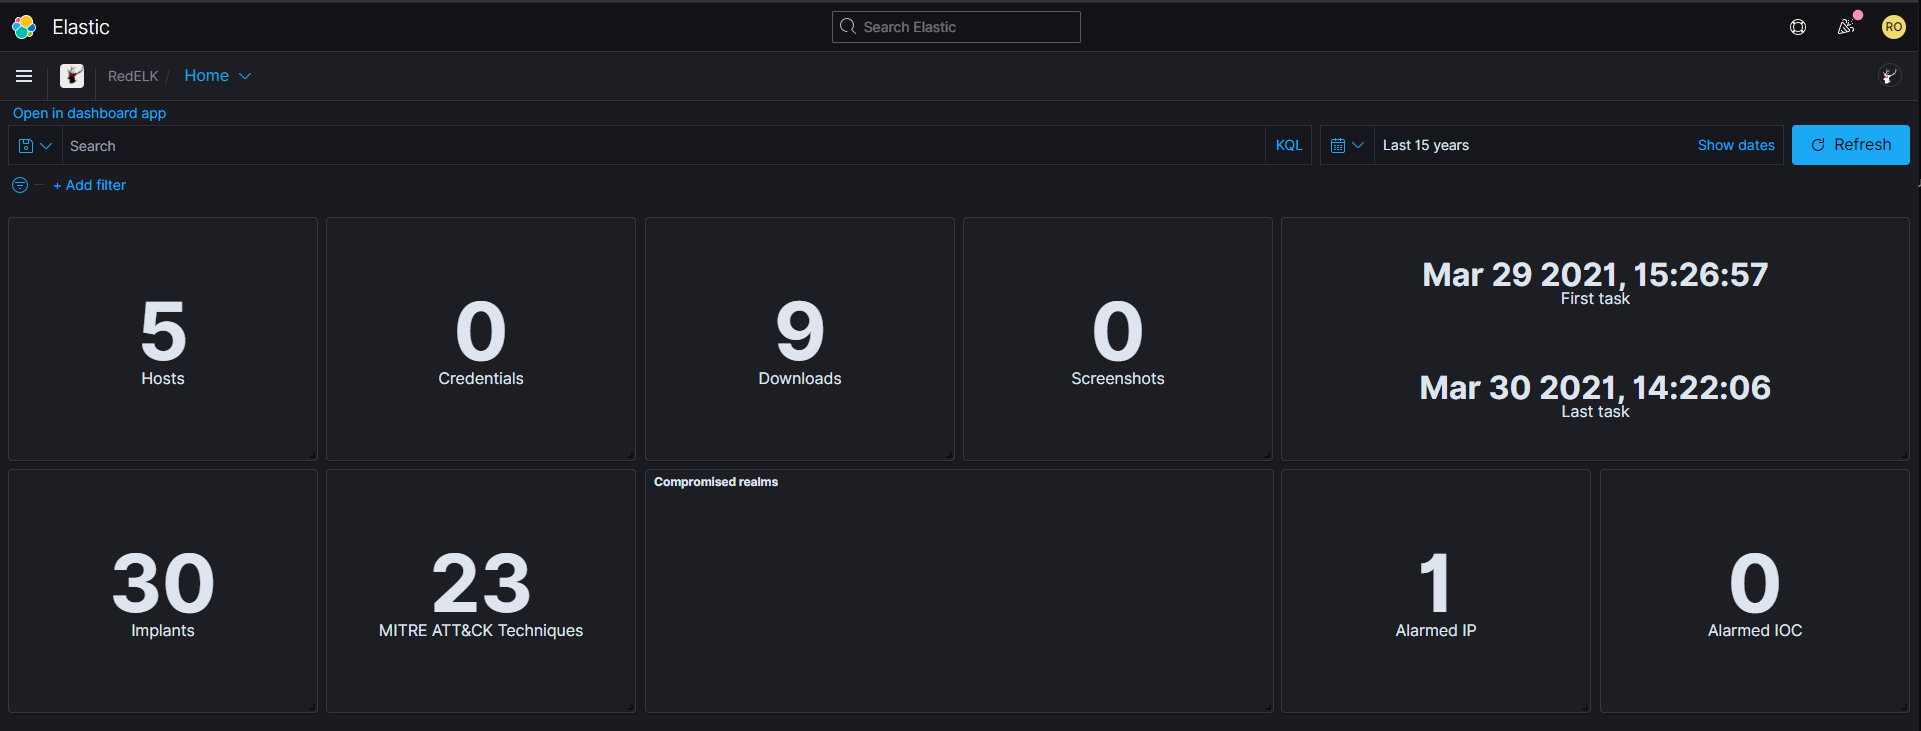 Elastic
Search Elastic
RO
RedELK / Home
Open in dashboard app
Search
KQL
Last 15 years
Show dates
Refresh
+ Add filter
5
Hosts
0
Credentials
9
Downloads
0
Screenshots
Mar 29 2021, 15:26:57
First task
Mar 30 2021, 14:22:06
Last task
30
Implants
23
MITRE ATT&CK Techniques
Compromised realms
1
Alarmed IP
0
Alarmed IOC